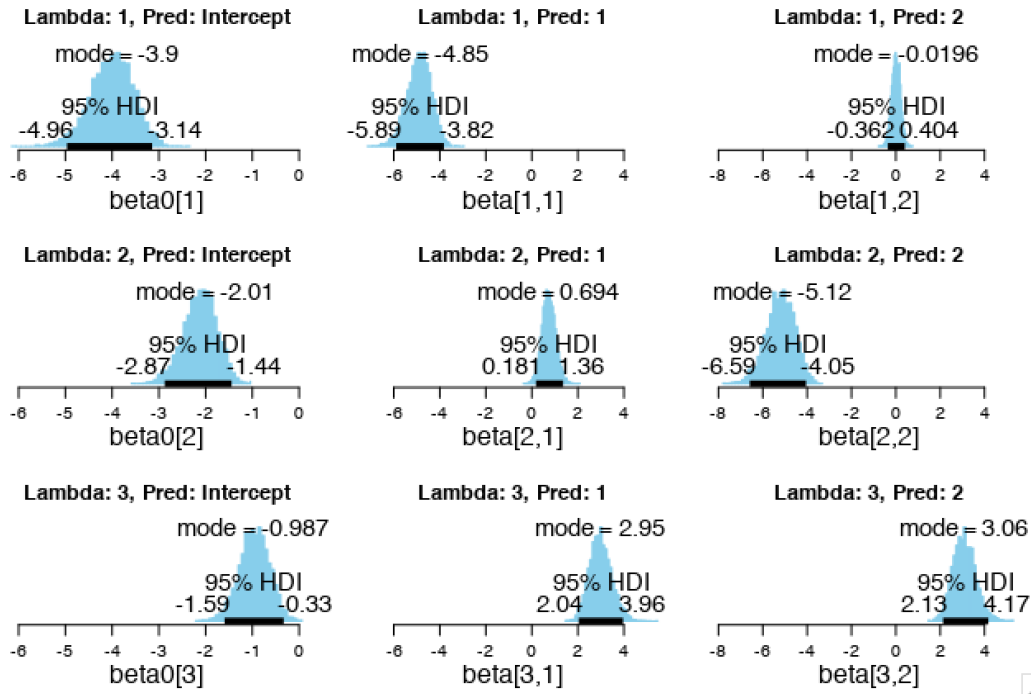 Lambda: 1, Pred: Intercept
mode = -3.9
95% HDI
-4.96 -3.14
-6 -5 -4 -3 -2 -1 0
beta0[1]
Lambda: 1, Pred: 1
mode = -4.85
95% HDI
-5.89 -3.82
-6 -4 -2 0 2 4
beta[1,1]
Lambda: 1, Pred: 2
mode = -0.0196
95% HDI
-0.362 0.404
-8 -6 -4 -2 0 2 4
beta[1,2]
Lambda: 2, Pred: Intercept
mode = -2.01
95% HDI
-2.87 -1.44
-6 -5 -4 -3 -2 -1 0
beta0[2]
Lambda: 2, Pred: 1
mode = 0.694
95% HDI
0.181 1.36
-6 -4 -2 0 2 4
beta[2,1]
Lambda: 2, Pred: 2
mode = -5.12
95% HDI
-6.59 -4.05
-8 -6 -4 -2 0 2 4
beta[2,2]
Lambda: 3, Pred: Intercept
mode = -0.987
95% HDI
-1.59 -0.33
-6 -5 -4 -3 -2 -1 0
beta0[3]
Lambda: 3, Pred: 1
mode = 2.95
95% HDI
2.04 3.96
-6 -4 -2 0 2 4
beta[3,1]
Lambda: 3, Pred: 2
mode = 3.06
95% HDI
2.13 4.17
-8 -6 -4 -2 0 2 4
beta[3,2]